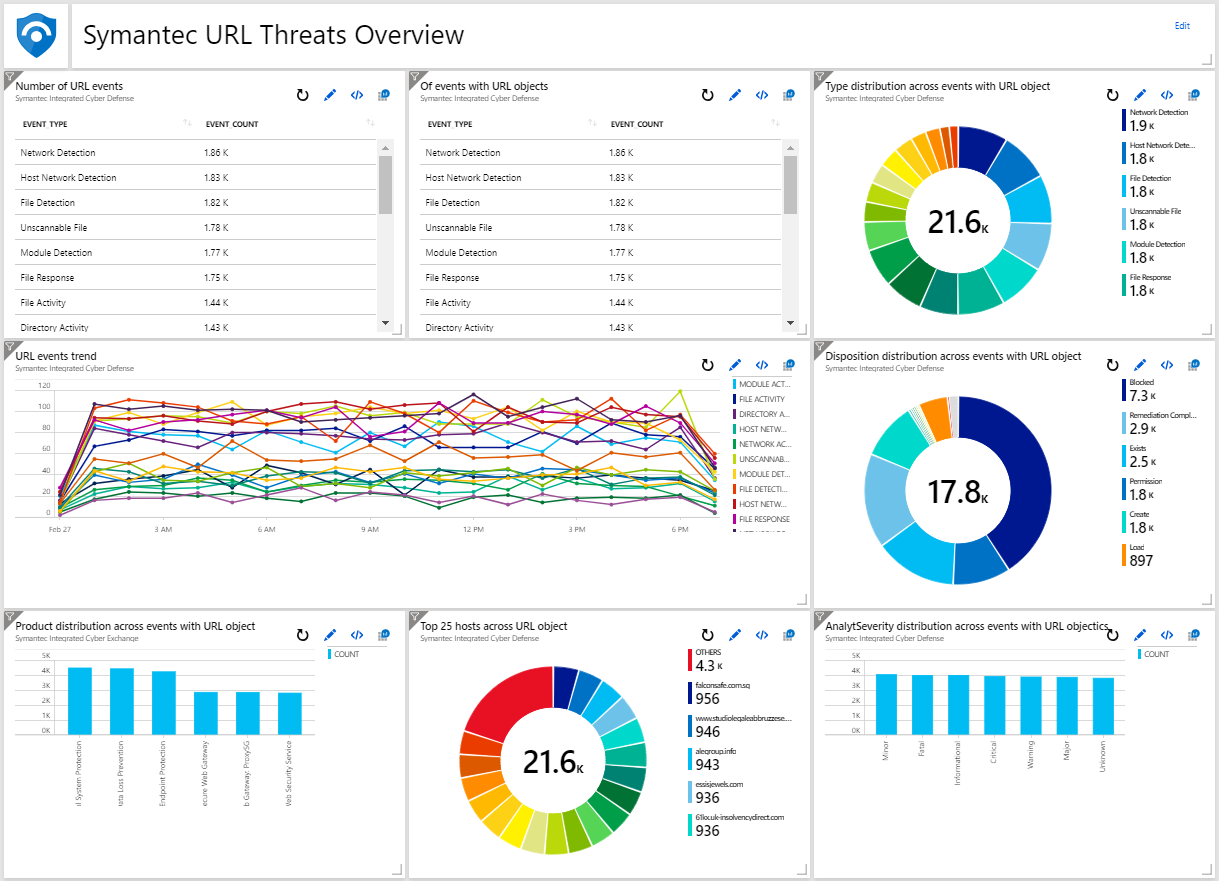 Symantec URL Threats Overview
Edit
Number of URL events
Symantec Integrated Cyber Defense
EVENT_TYPE EVENT_COUNT
Network Detection 1.86 K
Host Network Detection 1.83 K
File Detection 1.82 K
Unscannable File 1.78 K
Module Detection 1.77 K
File Response 1.75 K
File Activity 1.44 K
Directory Activity 1.43 K
Of events with URL objects
Symantec Integrated Cyber Defense
EVENT_TYPE EVENT_COUNT
Network Detection 1.86 K
Host Network Detection 1.83 K
File Detection 1.82 K
Unscannable File 1.78 K
Module Detection 1.77 K
File Response 1.75 K
File Activity 1.44 K
Directory Activity 1.43 K
Type distribution across events with URL object
Symantec Integrated Cyber Defense
21.6K
Network Detection
1.9 K
Host Network Dete...
1.8 K
File Detection
1.8 K
Unscannable File
1.8 K
Module Detection
1.8 K
File Response
1.8 K
URL events trend
Symantec Integrated Cyber Defense
120
100
80
60
40
20
0
Feb 27 3 AM 6 AM 9 AM 12 PM 3 PM 6 PM
MODULE ACT...
FILE ACTIVITY
DIRECTORY A...
HOST NETW...
NETWORK AC...
UNSCANNAB...
MODULE DET...
FILE DETECTI...
HOST NETW...
FILE RESPONSE
Disposition distribution across events with URL object
Symantec Integrated Cyber Defense
17.8K
Blocked
7.3 K
Remediation Compl...
2.9 K
Exists
2.5 K
Permission
1.8 K
Create
1.8 K
Load
897
Product distribution across events with URL object
Symantec Integrated Cyber Exchange
5K
4K
3K
2K
1K
0K
l System Protection
ata Loss Prevention
Endpoint Protection
ecure Web Gateway
b Gateway: ProxySG
Web Security Service
COUNT
Top 25 hosts across URL object
Symantec Integrated Cyber Defense
21.6K
OTHERS
4.3 K
falconsafe.com.sg
956
www.studiolegaleabbruzzese....
946
alegroup.info
943
essisjewels.com
936
61kouk-insolvencydirect.com
936
AnalytSeverity distribution across events with URL objectics
Symantec Integrated Cyber Defense
5K
4K
3K
2K
1K
0K
Minor
Fatal
Informational
Critical
Warning
Major
Unknown
COUNT